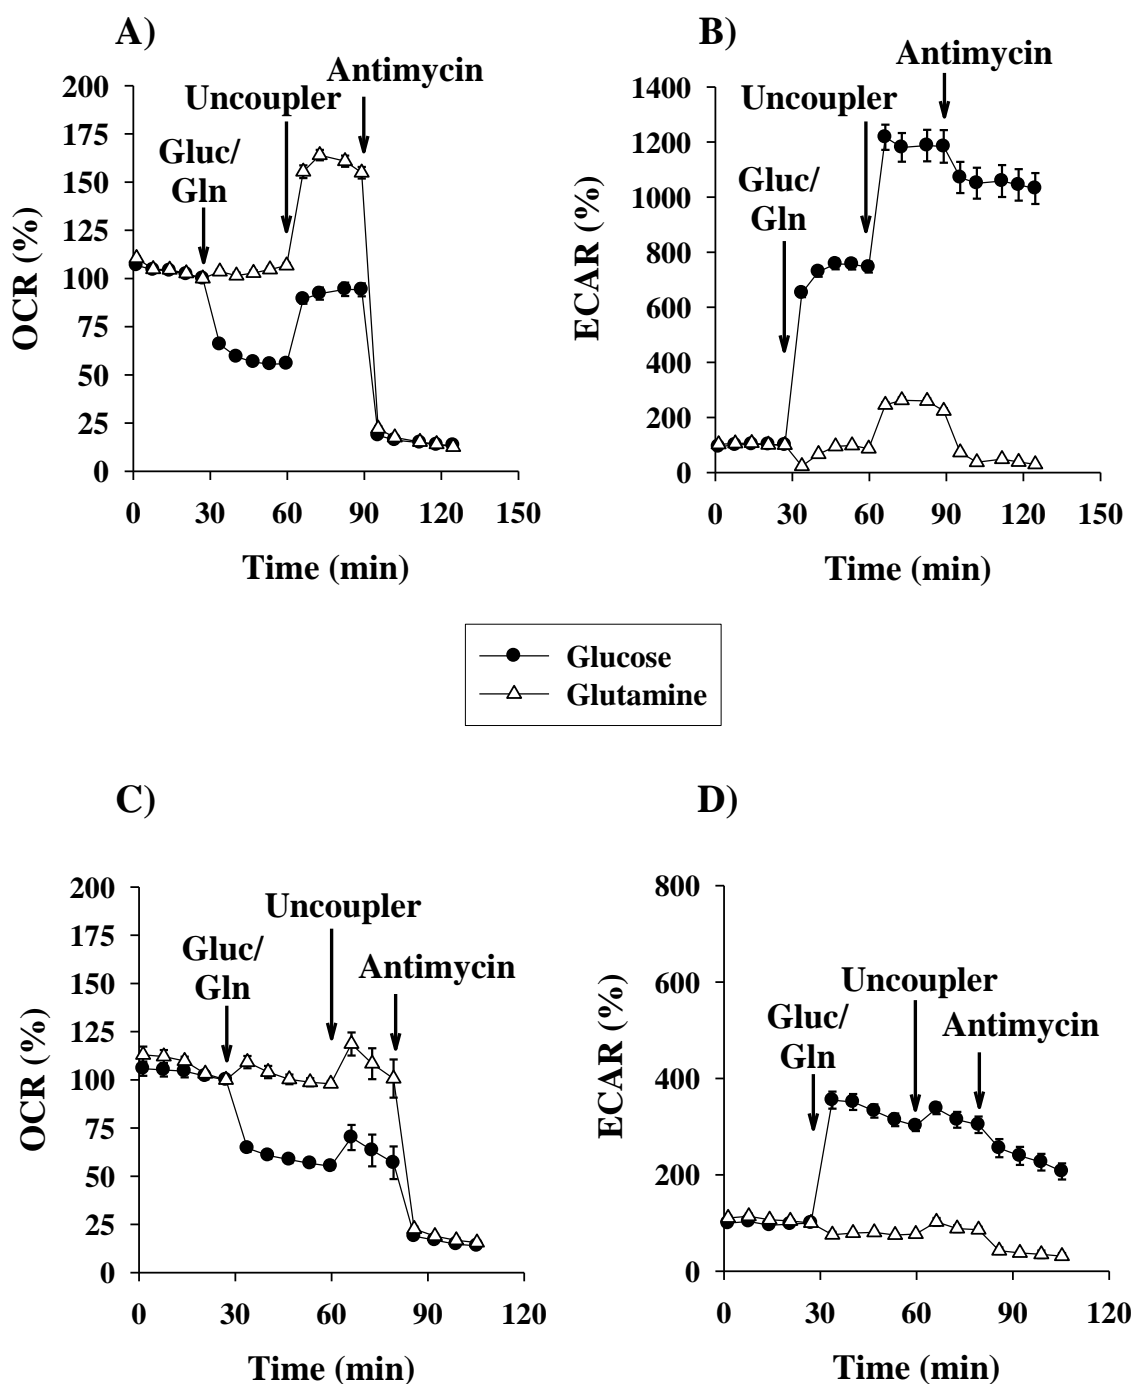 A)
Antimycin
Uncoupler
Gluc/
Gln
OCR (%)
200
175
150
125
100
75
50
25
0
0 30 60 90 120 150
Time (min)
B)
Antimycin
Uncoupler
Gluc/
Gln
ECAR (%)
1400
1200
1000
800
600
400
200
0
0 30 60 90 120 150
Time (min)
Glucose
Glutamine
C)
Uncoupler
Gluc/
Gln
Antimycin
OCR (%)
200
175
150
125
100
75
50
25
0
0 30 60 90 120
Time (min)
D)
Uncoupler
Gluc/
Gln
Antimycin
ECAR (%)
800
600
400
200
0
0 30 60 90 120
Time (min)